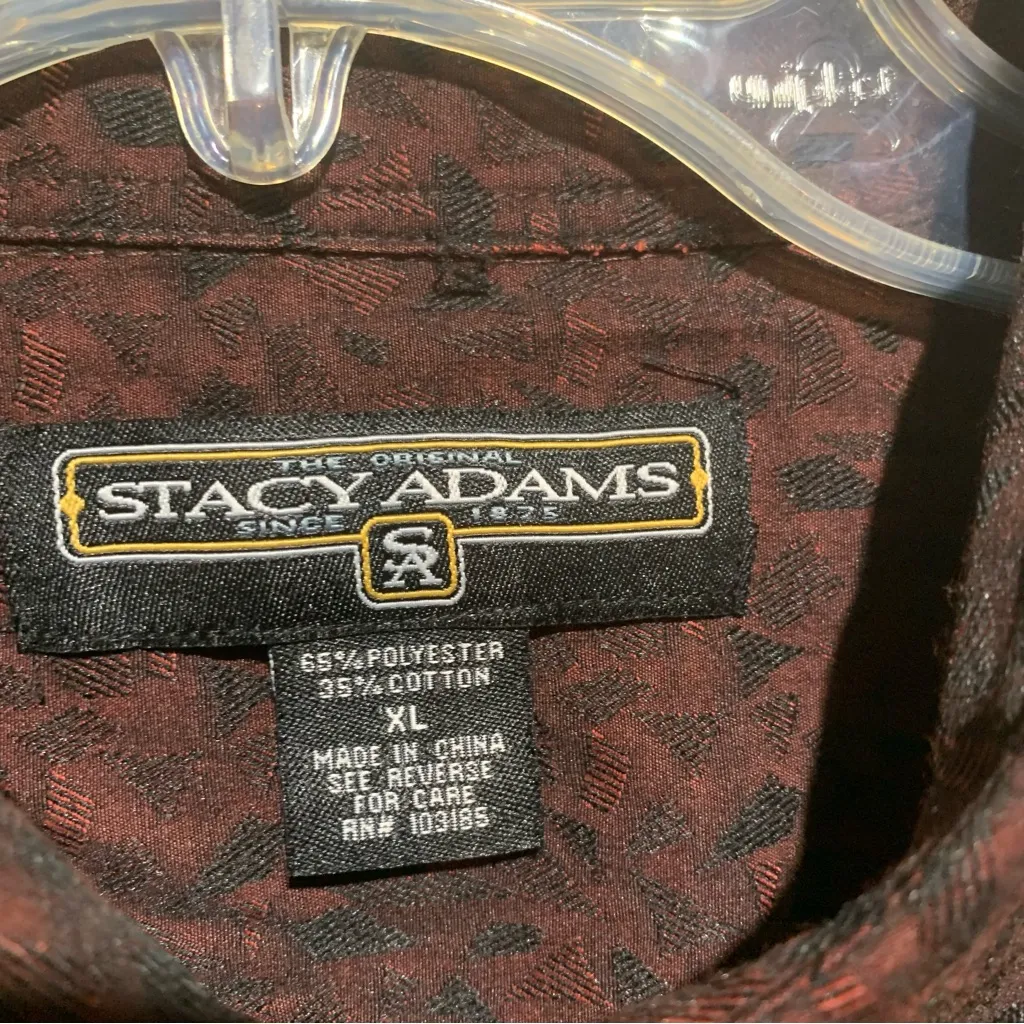 THE ORIGINAL
STACY ADAMS
SINCE 1875
SA
65% POLYESTER
35% COTTON
XL
MADE IN CHINA
SEE REVERSE
FOR CARE
RN# 103185